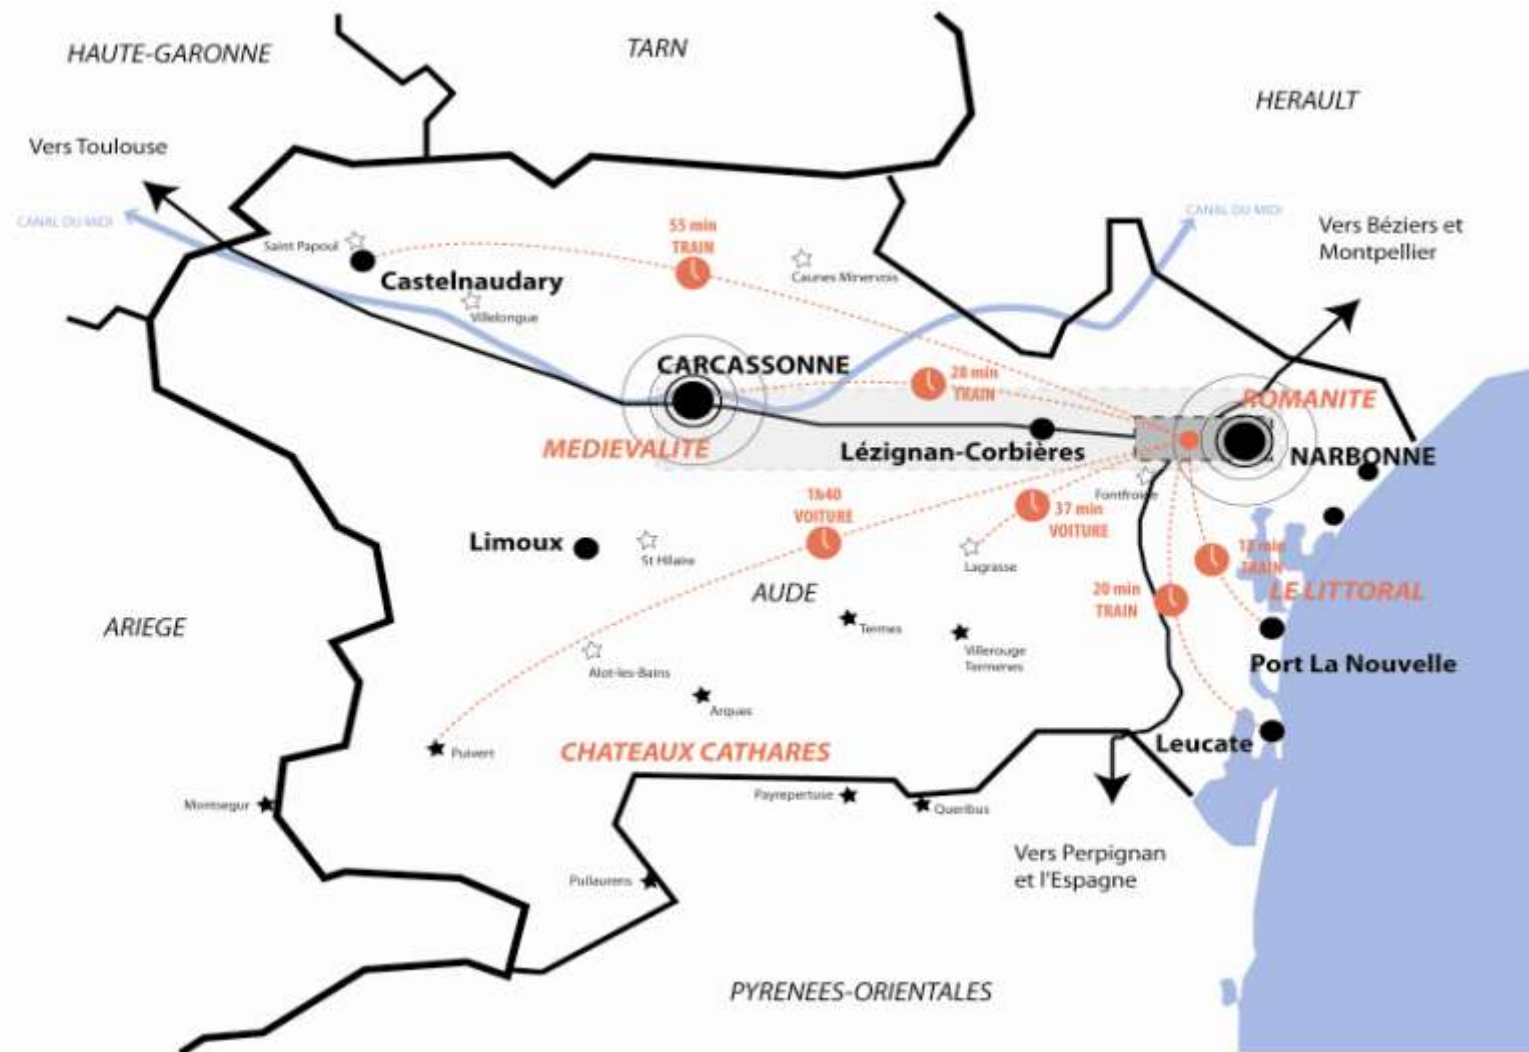 HAUTE-GARONNE
TARN
HERAULT
Vers Toulouse
CANAL DU MIDI
CANAL DU MIDI
Vers Béziers et
Montpellier
55 min
TRAIN
Saint Papoul
Castelnaudary
Caunes Minervois
Villelongue
CARCASSONNE
28 min
TRAIN
ROMANITE
MEDIEVALITE
Lézignan-Corbières
NARBONNE
Fontfroide
1h40
VOITURE
37 min
VOITURE
Limoux
St Hilaire
Lagrasse
TRAIN
AUDE
20 min
TRAIN
LE LITTORAL
ARIEGE
Termes
Villerouge
Termenes
Port La Nouvelle
Alot-les-Bains
Arques
Puivert
CHATEAUX CATHARES
Leucate
Montsegur
Payrepertuse
Queribus
Vers Perpignan
et l'Espagne
Puilaurens
PYRENEES-ORIENTALES